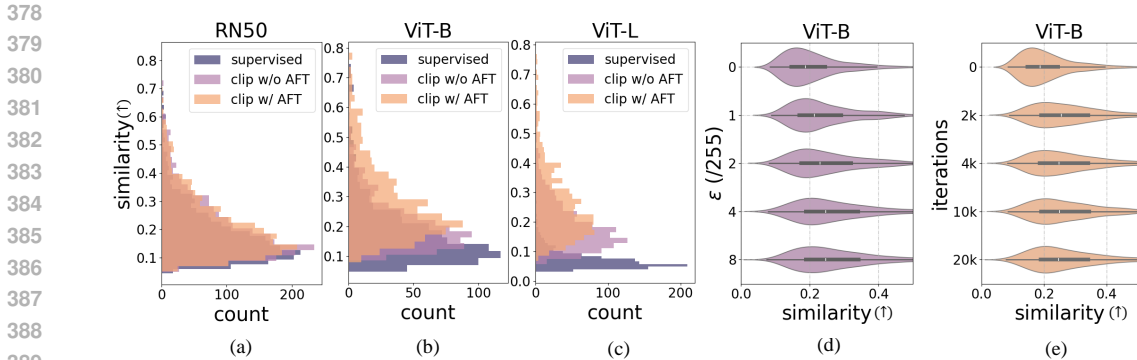 378
379
380
381
382
383
384
385
386
387
388
389
RN50
0.8
0.7
0.6
0.5
0.4
0.3
0.2
0.1
similarity(↑)
supervised
clip w/o AFT
clip w/ AFT
0 100 200
count
(a)
ViT-B
0.8
0.7
0.6
0.5
0.4
0.3
0.2
0.1
supervised
clip w/o AFT
clip w/ AFT
0 50 100
count
(b)
ViT-L
0.8
0.7
0.6
0.5
0.4
0.3
0.2
0.1
0.0
supervised
clip w/o AFT
clip w/ AFT
0 100 200
count
(c)
ViT-B
ε (/255)
0
1
2
4
8
0.0 0.2 0.4
similarity(↑)
(d)
ViT-B
iterations
0
2k
4k
10k
20k
0.0 0.2 0.4
similarity(↑)
(e)